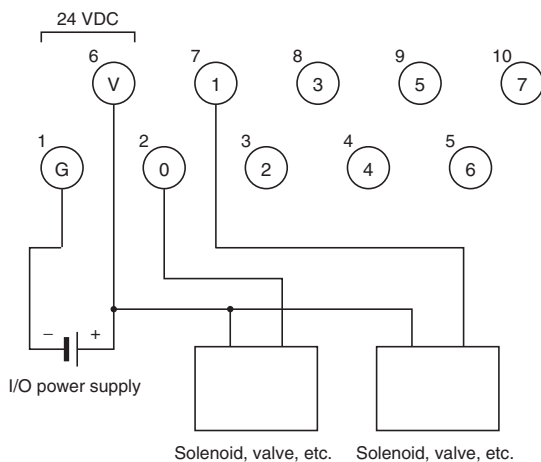 24 VDC
6 7 8 9 10
V 1 3 5 7
1 2 3 4 5
G 0 2 4 6
− +
I/O power supply
Solenoid, valve, etc. Solenoid, valve, etc.